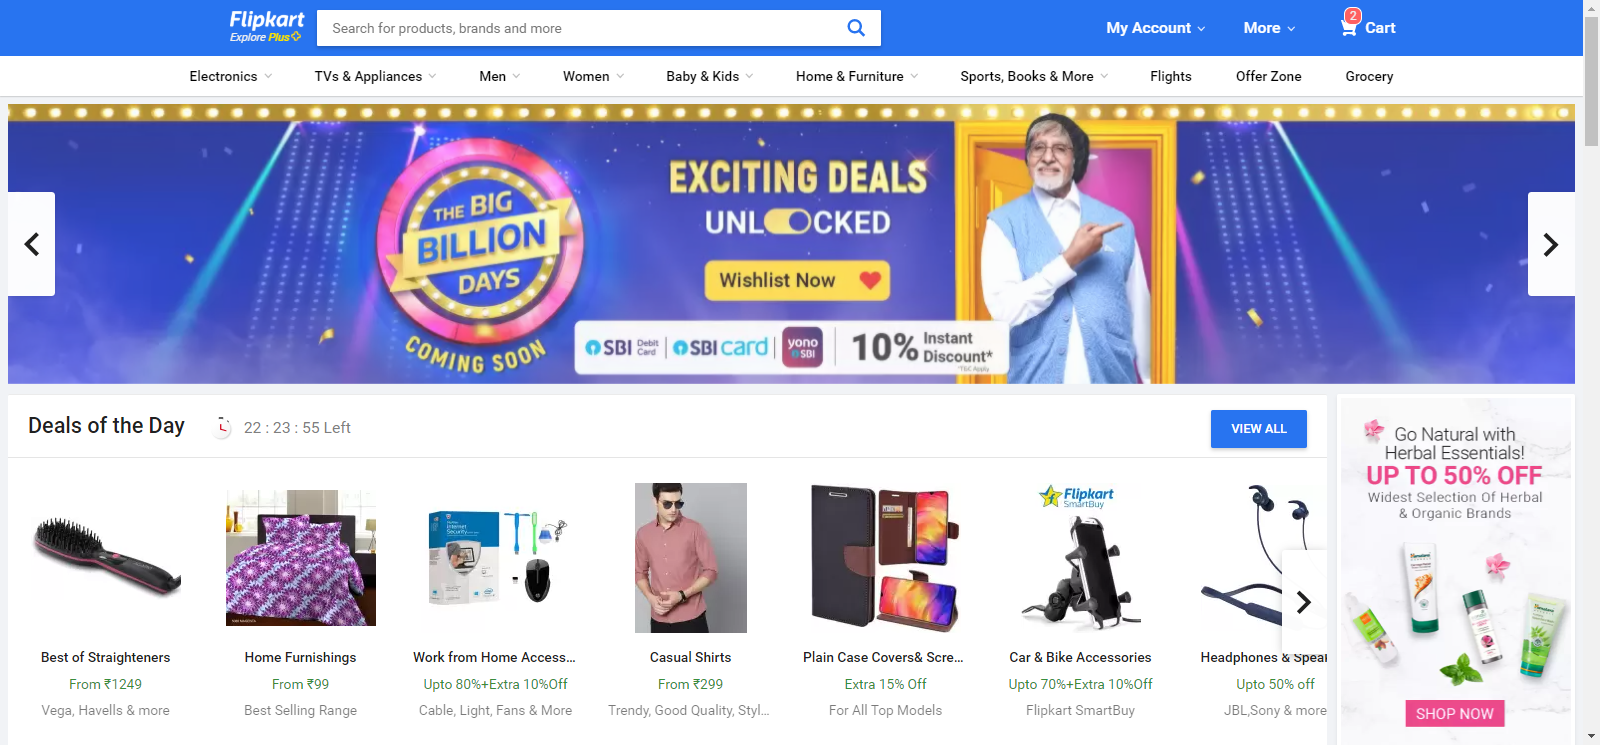 Flipkart
Explore Plus
Search for products, brands and more
My Account
More
2
Cart
Electronics
TVs & Appliances
Men
Women
Baby & Kids
Home & Furniture
Sports, Books & More
Flights
Offer Zone
Grocery
THE BIG
BILLION
DAYS
COMING SOON
EXCITING DEALS
UNLOCKED
Wishlist Now
SBI Debit Card
SBI card
yono
SBI
10% Instant Discount*
*T&C Apply
Deals of the Day
22 : 23 : 55 Left
VIEW ALL
Flipkart
SmartBuy
Internet
Security
Best of Straighteners
From ₹1249
Vega, Havells & more
Home Furnishings
From ₹99
Best Selling Range
Work from Home Access...
Upto 80%+Extra 10%Off
Cable, Light, Fans & More
Casual Shirts
From ₹299
Trendy, Good Quality, Styl...
Plain Case Covers& Scre...
Extra 15% Off
For All Top Models
Car & Bike Accessories
Upto 70%+Extra 10%Off
Flipkart SmartBuy
Headphones & Speak
Upto 50% off
JBL,Sony & more
Go Natural with
Herbal Essentials!
UP TO 50% OFF
Widest Selection Of Herbal
& Organic Brands
SHOP NOW